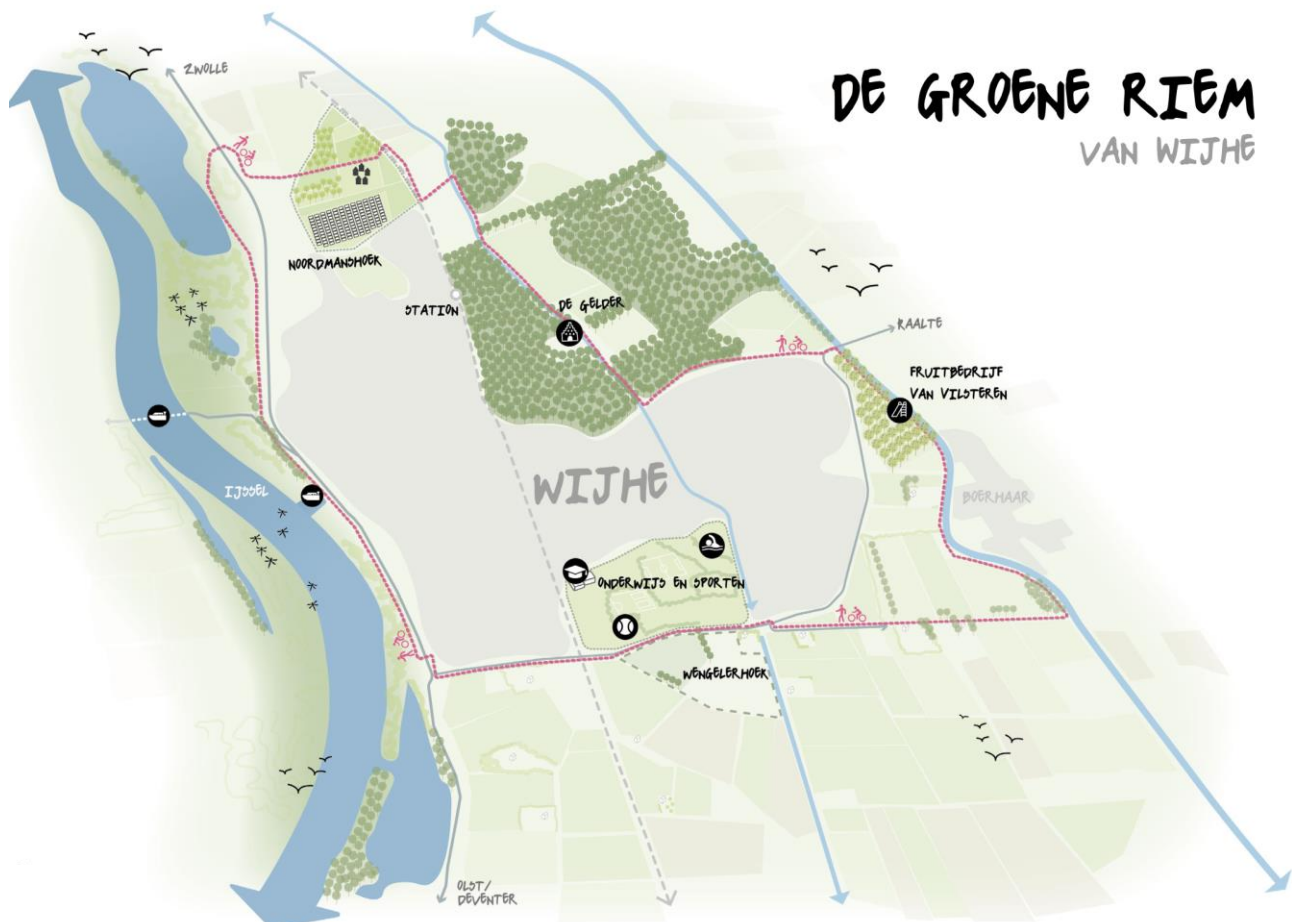 DE GROENE RIEM
VAN WIJHE
ZWOLLE
NOORDMANSHOEK
STATION
DE GELDER
RAALTE
FRUITBEDRIJF
VAN VILSTEREN
WIJHE
IJSSEL
BOERHAAR
ONDERWIJS EN SPORTEN
WENGELERHOEK
OLST/
DEVENTER